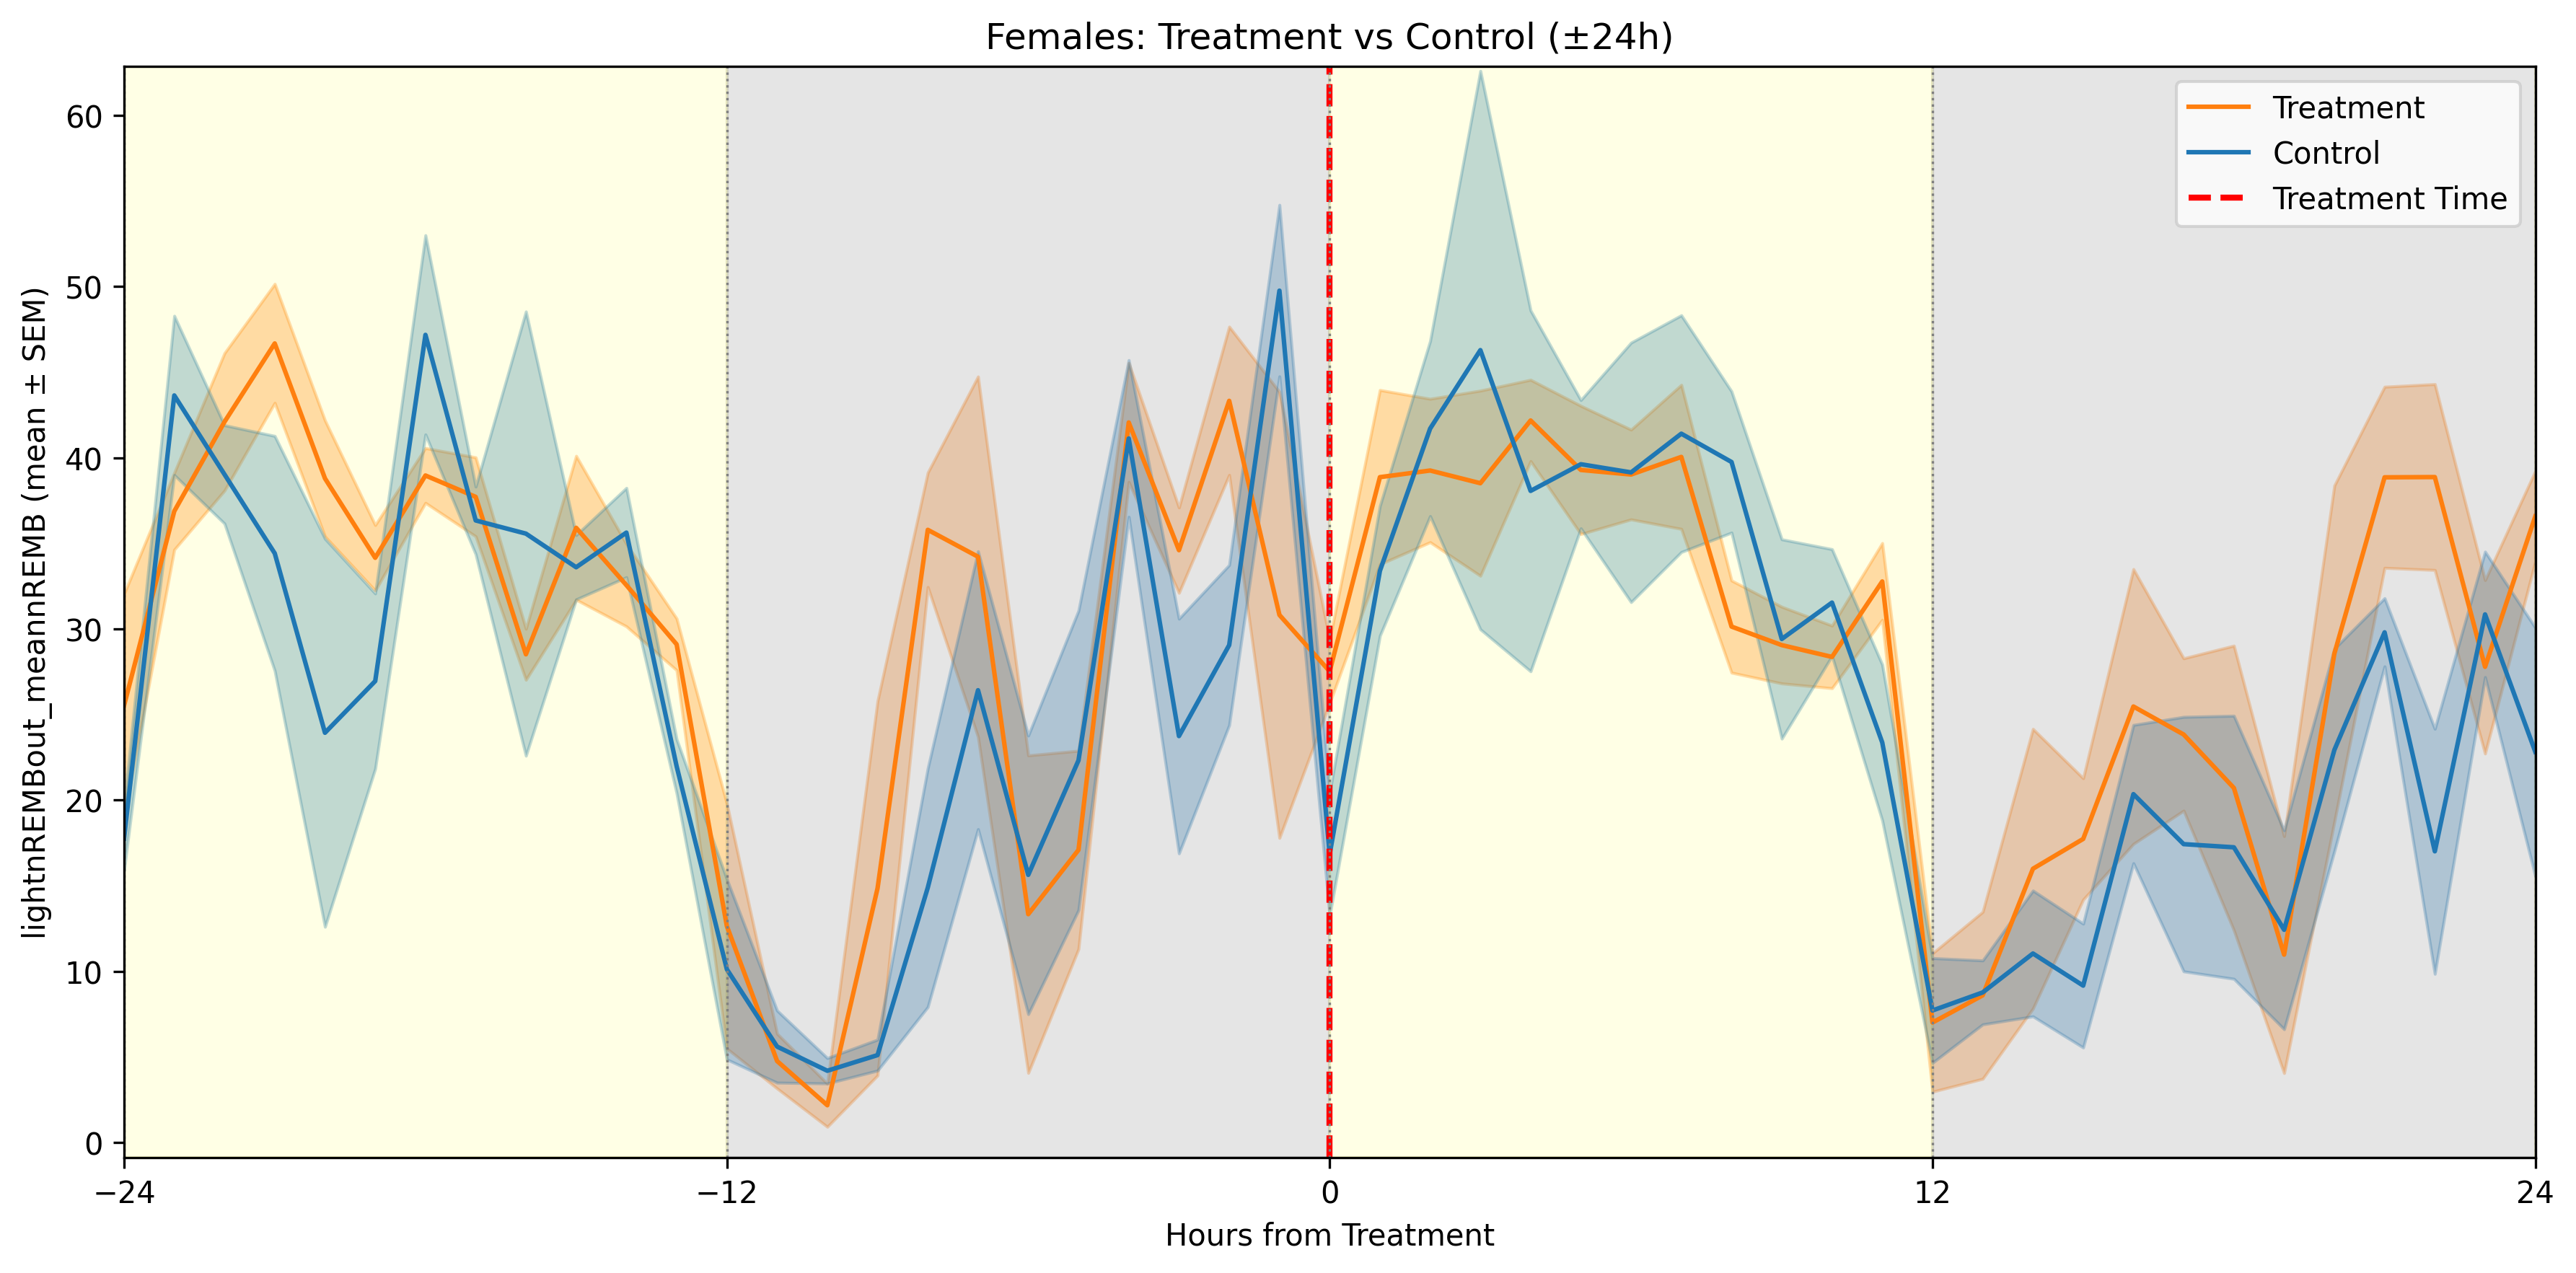 Females: Treatment vs Control (±24h)
lightnREMBout_meannREMB (mean ± SEM)
60
50
40
30
20
10
0
Treatment
Control
Treatment Time
−24
−12
0
12
24
Hours from Treatment